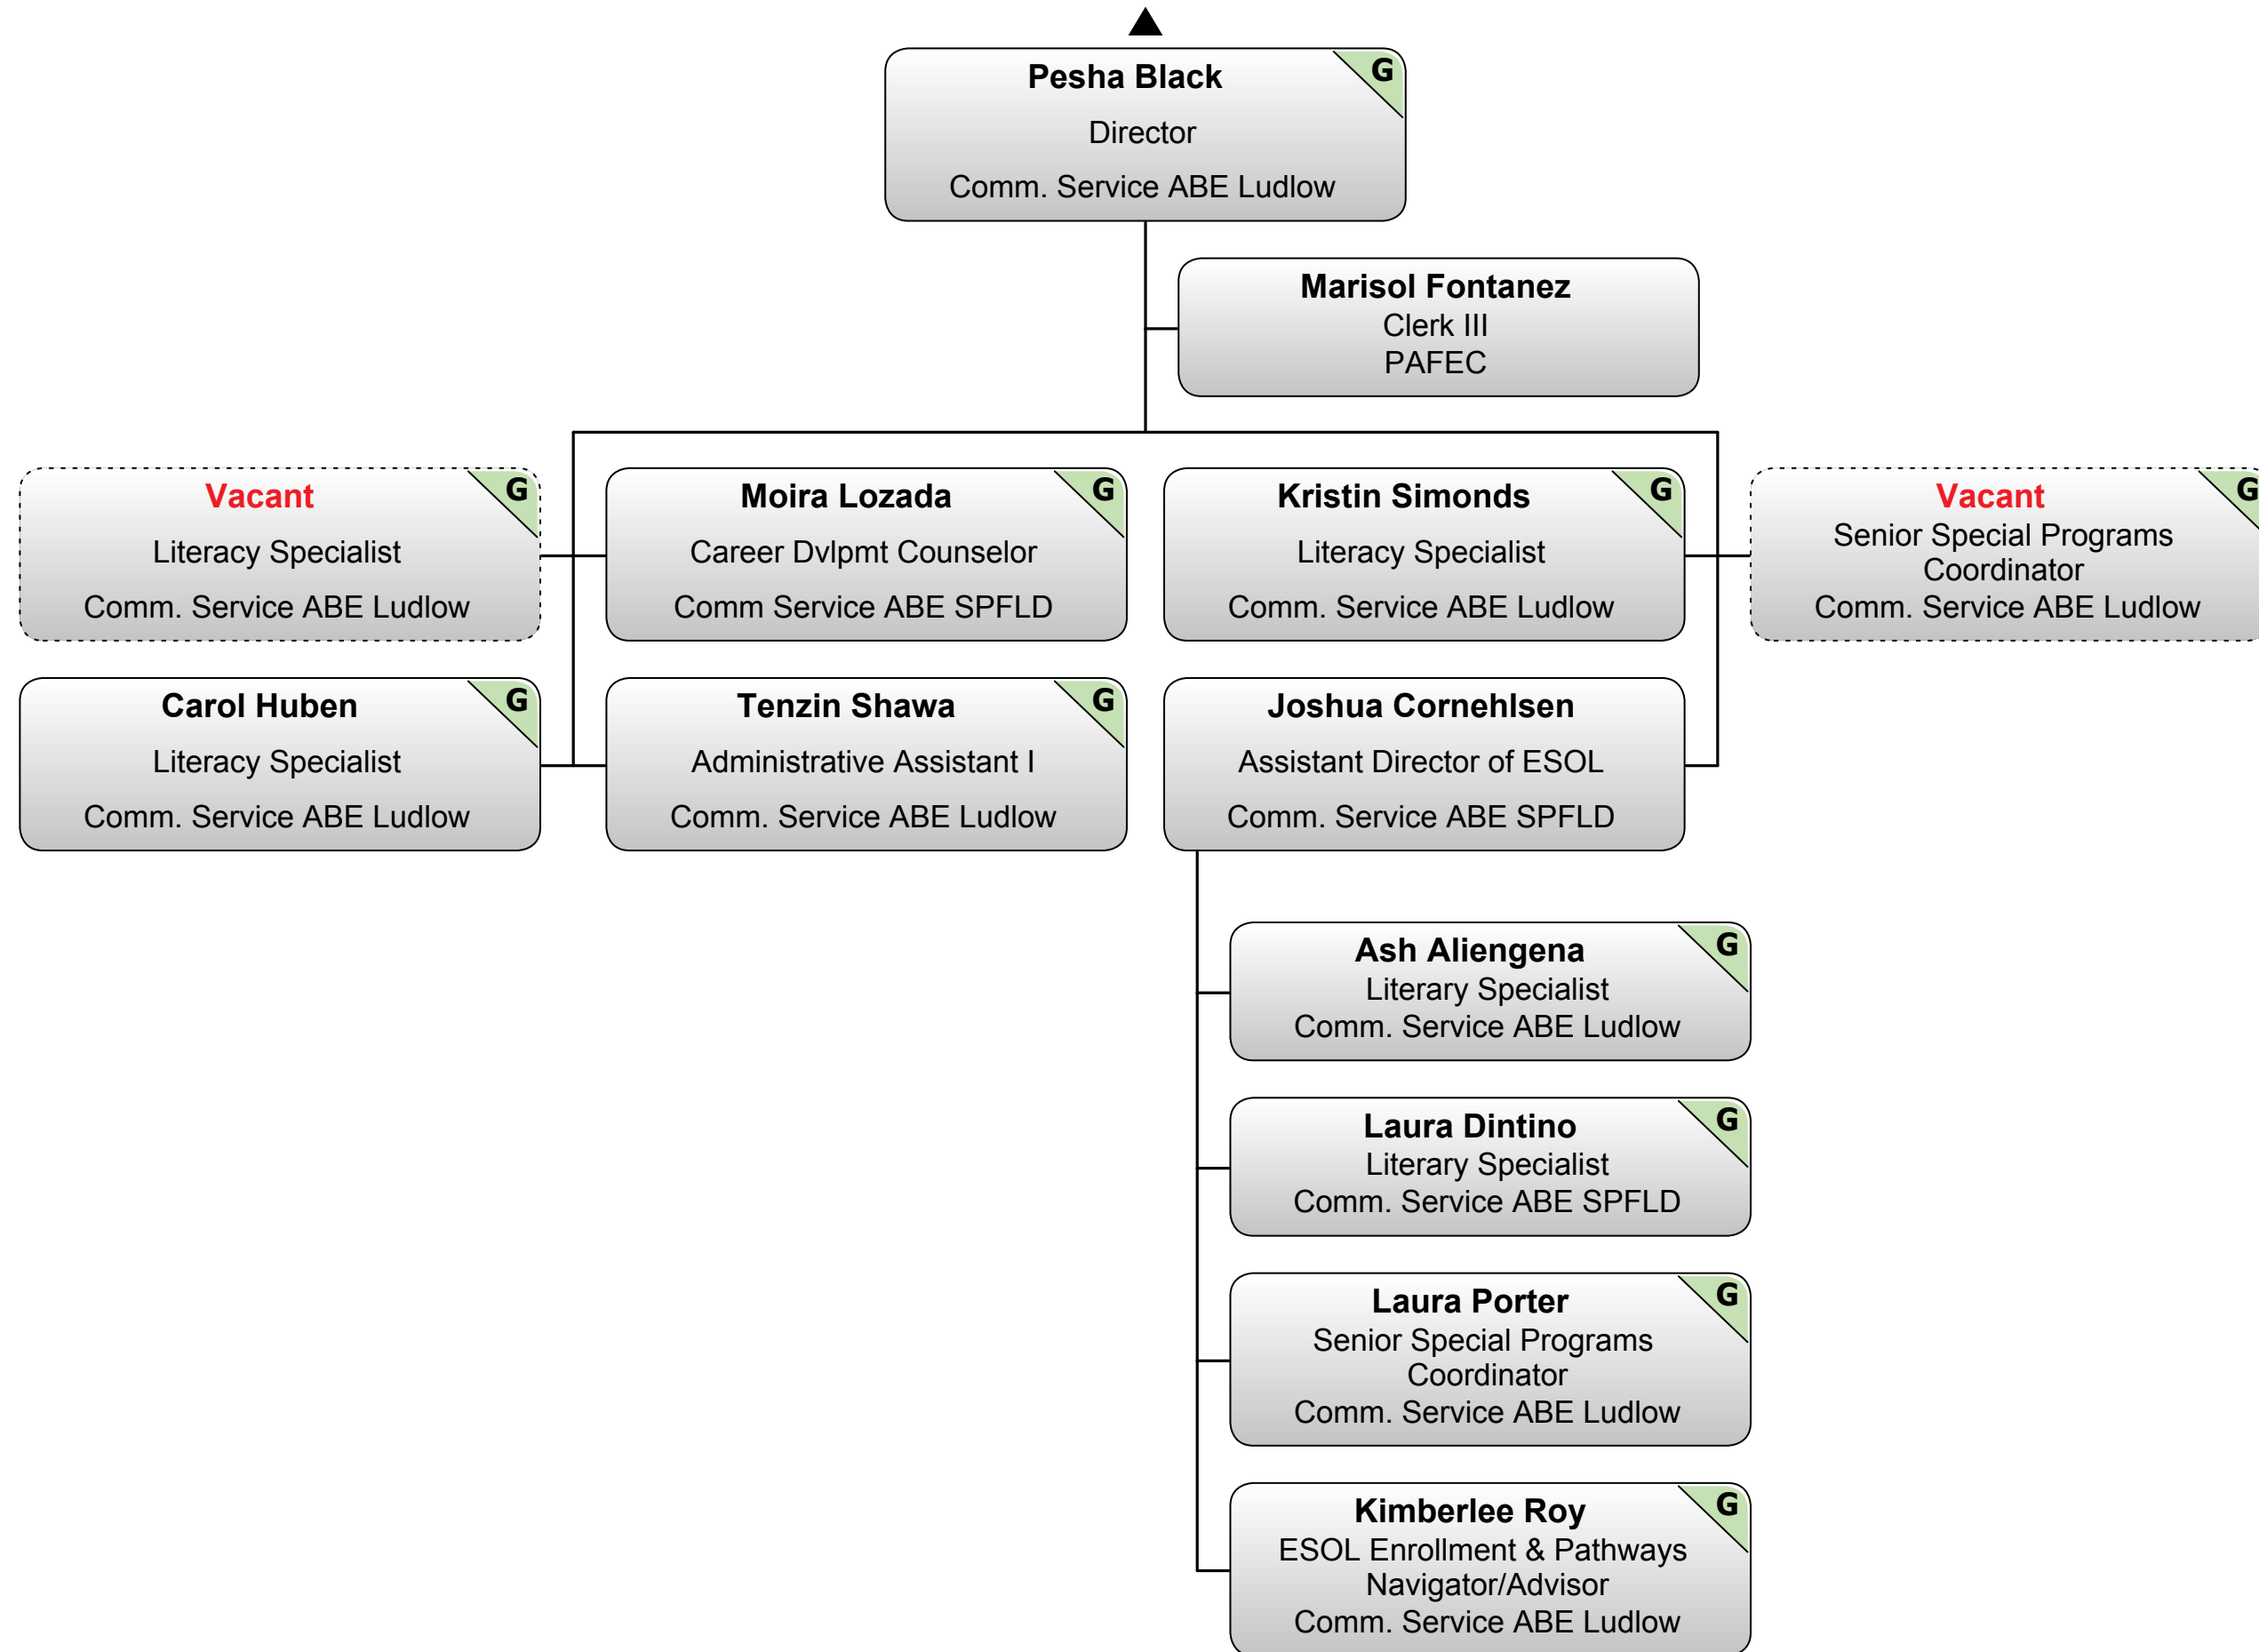 Pesha Black
G
Director
Comm. Service ABE Ludlow
Marisol Fontanez
Clerk III
PAFEC
Vacant
G
Literacy Specialist
Comm. Service ABE Ludlow
Moira Lozada
G
Career Dvlpmt Counselor
Comm Service ABE SPFLD
Kristin Simonds
G
Literacy Specialist
Comm. Service ABE Ludlow
Vacant
G
Senior Special Programs
Coordinator
Comm. Service ABE Ludlow
Carol Huben
G
Literacy Specialist
Comm. Service ABE Ludlow
Tenzin Shawa
G
Administrative Assistant I
Comm. Service ABE Ludlow
Joshua Cornehlsen
Assistant Director of ESOL
Comm. Service ABE SPFLD
Ash Aliengena
G
Literary Specialist
Comm. Service ABE Ludlow
Laura Dintino
G
Literary Specialist
Comm. Service ABE SPFLD
Laura Porter
G
Senior Special Programs
Coordinator
Comm. Service ABE Ludlow
Kimberlee Roy
G
ESOL Enrollment & Pathways
Navigator/Advisor
Comm. Service ABE Ludlow